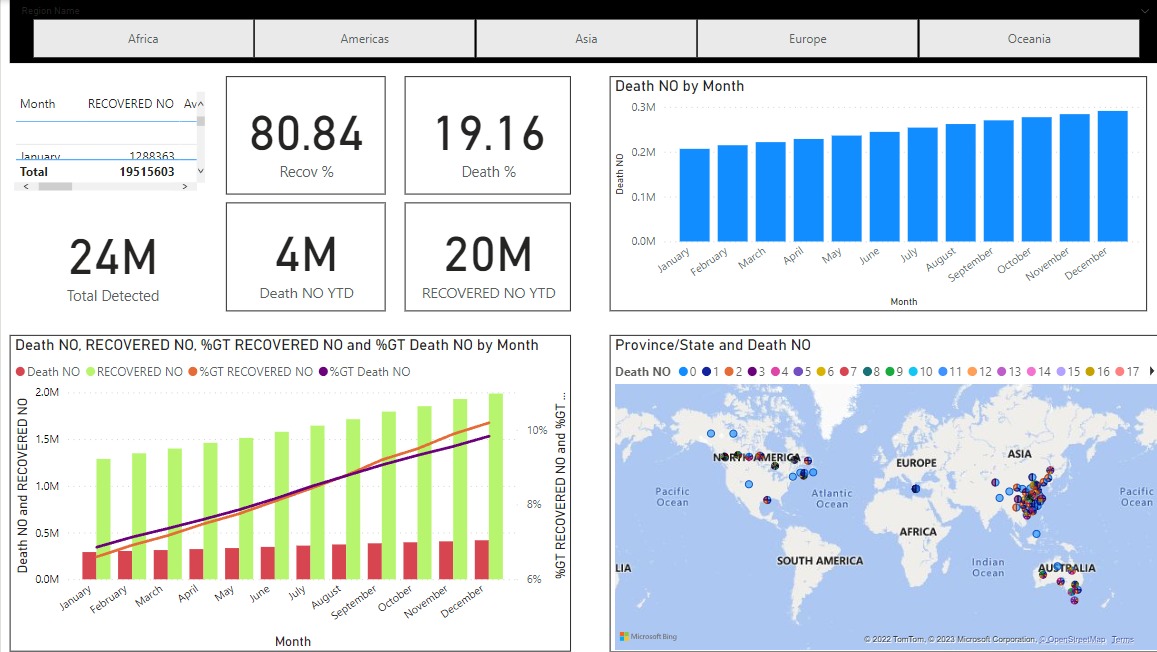 Region Name
Africa Americas Asia Europe Oceania
Month RECOVERED NO Av
January 1288363
Total 19515603
80.84
Recov %
19.16
Death %
24M
Total Detected
4M
Death NO YTD
20M
RECOVERED NO YTD
Death NO by Month
Death NO
0.3M
0.2M
0.1M
0.0M
January February March April May June July August September October November December
Month
Death NO, RECOVERED NO, %GT RECOVERED NO and %GT Death NO by Month
Death NO RECOVERED NO %GT RECOVERED NO %GT Death NO
Death NO and RECOVERED NO
2.0M
1.5M
1.0M
0.5M
0.0M
January February March April May June July August September October November December
Month
10%
8%
6%
%GT RECOVERED NO and %GT ...
Province/State and Death NO
Death NO 0 1 2 3 4 5 6 7 8 9 10 11 12 13 14 15 16 17
NORTH AMERICA
EUROPE
ASIA
Pacific
Ocean
Atlantic
Ocean
Pacific
Ocean
AFRICA
SOUTH AMERICA
Indian
Ocean
LIA
AUSTRALIA
Microsoft Bing
© 2022 TomTom, © 2023 Microsoft Corporation, © OpenStreetMap Terms